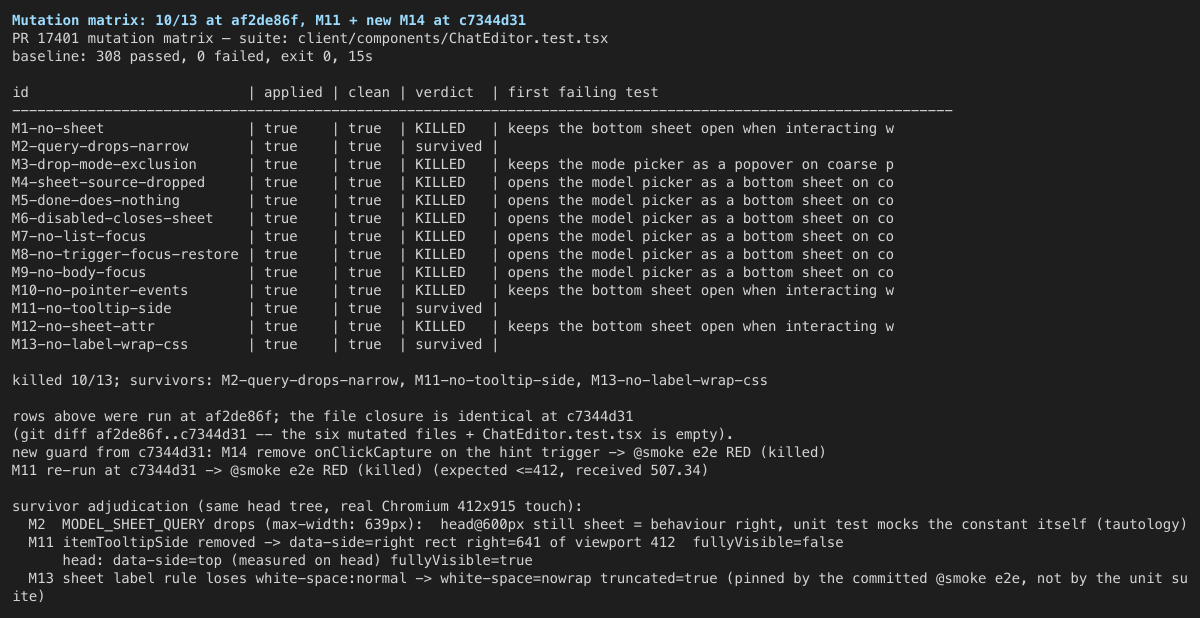 Mutation matrix: 10/13 at af2de86f, M11 + new M14 at c7344d31
PR 17401 mutation matrix — suite: client/components/ChatEditor.test.tsx
baseline: 308 passed, 0 failed, exit 0, 15s
id | applied | clean | verdict | first failing test
————————————————————————————————————————————————————————————————————————————————————————————————————————————————
M1-no-sheet | true | true | KILLED | keeps the bottom sheet open when interacting w
M2-query-drops-narrow | true | true | survived |
M3-drop-mode-exclusion | true | true | KILLED | keeps the mode picker as a popover on coarse p
M4-sheet-source-dropped | true | true | KILLED | opens the model picker as a bottom sheet on co
M5-done-does-nothing | true | true | KILLED | opens the model picker as a bottom sheet on co
M6-disabled-closes-sheet | true | true | KILLED | opens the model picker as a bottom sheet on co
M7-no-list-focus | true | true | KILLED | opens the model picker as a bottom sheet on co
M8-no-trigger-focus-restore | true | true | KILLED | opens the model picker as a bottom sheet on co
M9-no-body-focus | true | true | KILLED | opens the model picker as a bottom sheet on co
M10-no-pointer-events | true | true | KILLED | keeps the bottom sheet open when interacting w
M11-no-tooltip-side | true | true | survived |
M12-no-sheet-attr | true | true | KILLED | keeps the bottom sheet open when interacting w
M13-no-label-wrap-css | true | true | survived |
killed 10/13; survivors: M2-query-drops-narrow, M11-no-tooltip-side, M13-no-label-wrap-css
rows above were run at af2de86f; the file closure is identical at c7344d31
(git diff af2de86f..c7344d31 —— the six mutated files + ChatEditor.test.tsx is empty).
new guard from c7344d31: M14 remove onClickCapture on the hint trigger -> @smoke e2e RED (killed)
M11 re-run at c7344d31 -> @smoke e2e RED (killed) (expected <=412, received 507.34)
survivor adjudication (same head tree, real Chromium 412x915 touch):
M2 MODEL_SHEET_QUERY drops (max-width: 639px): head@600px still sheet = behaviour right, unit test mocks the constant itself (tautology)
M11 itemTooltipSide removed -> data-side=right rect right=641 of viewport 412 fullyVisible=false
head: data-side=top (measured on head) fullyVisible=true
M13 sheet label rule loses white-space:normal -> white-space=nowrap truncated=true (pinned by the committed @smoke e2e, not by the unit su
ite)